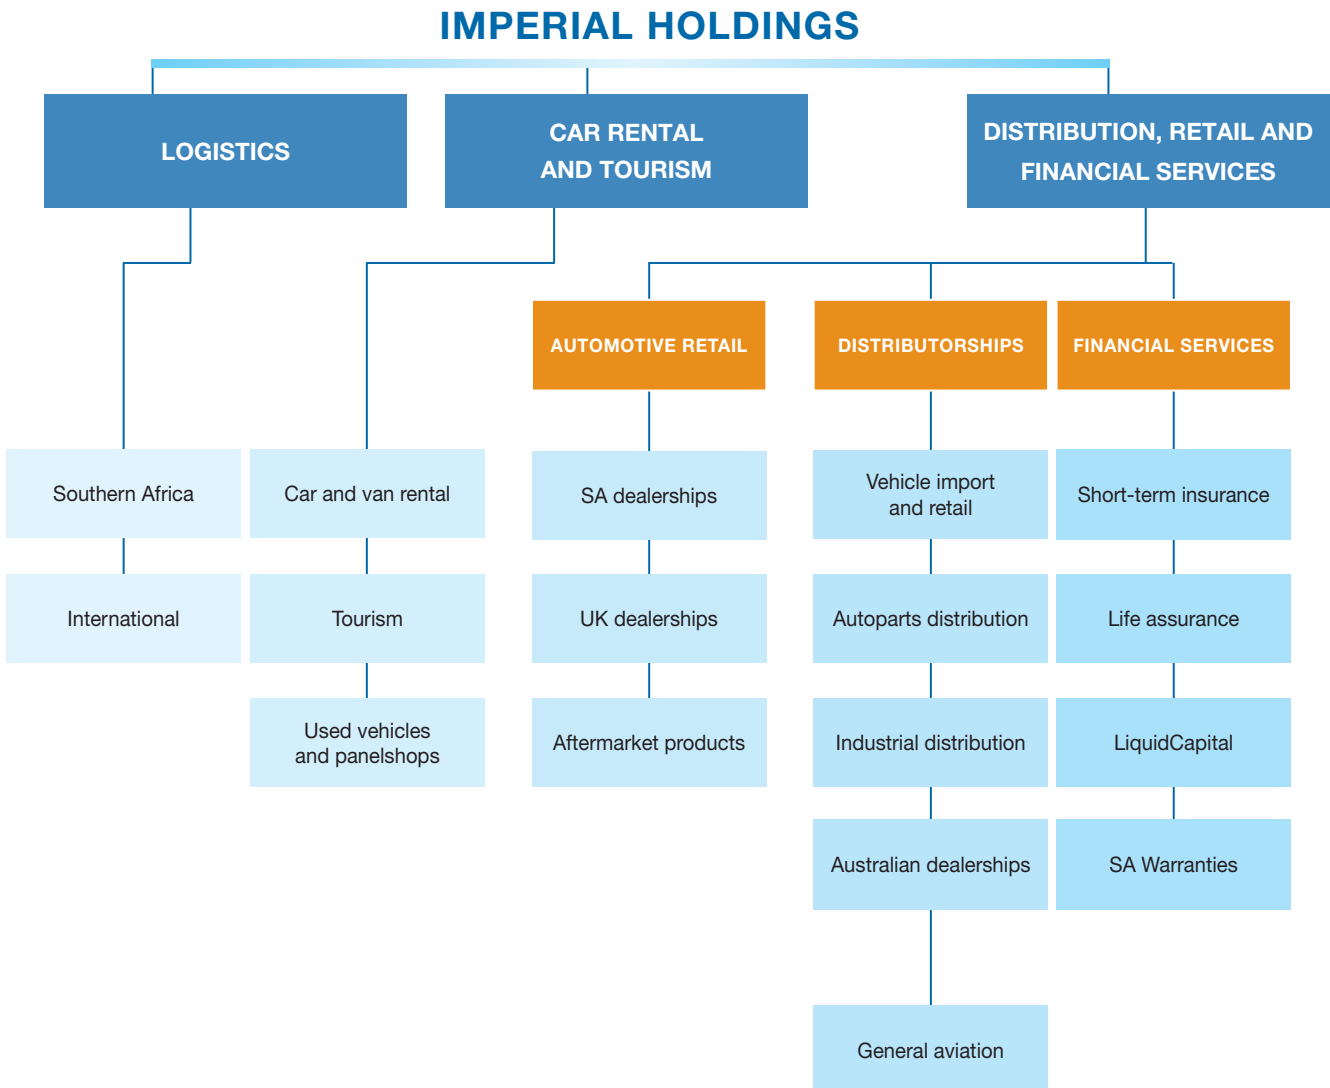 IMPERIAL HOLDINGS
LOGISTICS
CAR RENTAL
AND TOURISM
DISTRIBUTION, RETAIL AND
FINANCIAL SERVICES
AUTOMOTIVE RETAIL
DISTRIBUTORSHIPS
FINANCIAL SERVICES
Southern Africa
International
Car and van rental
Tourism
Used vehicles
and panelshops
SA dealerships
UK dealerships
Aftermarket products
Vehicle import
and retail
Autoparts distribution
Industrial distribution
Australian dealerships
General aviation
Short-term insurance
Life assurance
LiquidCapital
SA Warranties